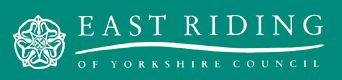 EAST RIDING
OF YORKSHIRE COUNCIL